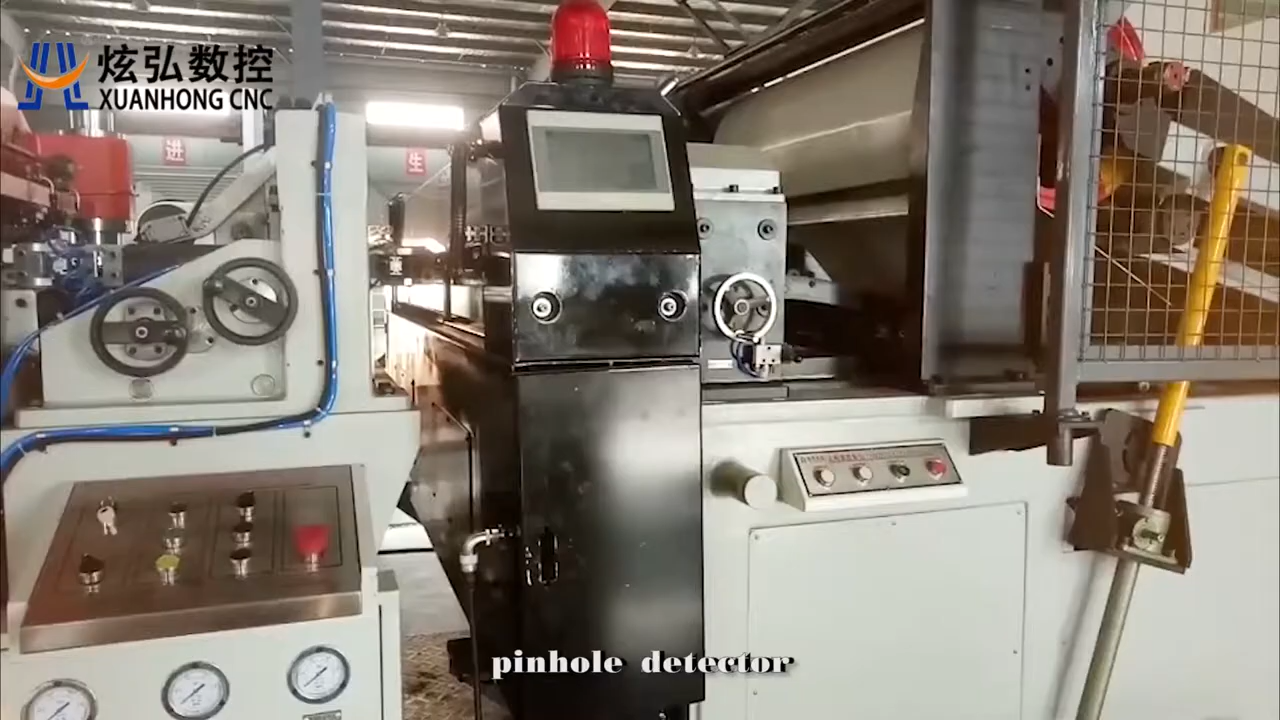 炫弘数控
XUANHONG CNC
进
生
pinhole detector